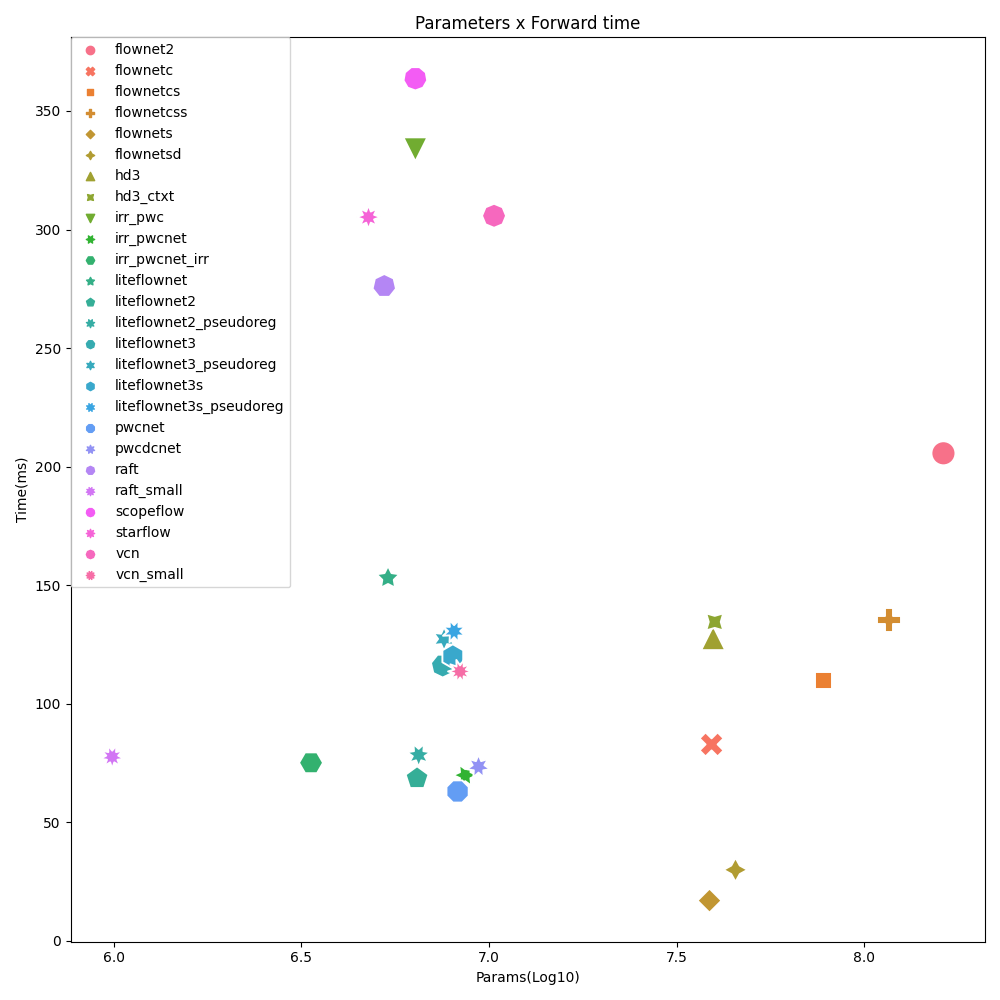 Parameters x Forward time
flownet2
flownetc
flownetcs
flownetcss
flownets
flownetsd
hd3
hd3_ctxt
irr_pwc
irr_pwcnet
irr_pwcnet_irr
liteflownet
liteflownet2
liteflownet2_pseudoreg
liteflownet3
liteflownet3_pseudoreg
liteflownet3s
liteflownet3s_pseudoreg
pwcnet
pwcdcnet
raft
raft_small
scopeflow
starflow
vcn
vcn_small
Time(ms)
350
300
250
200
150
100
50
0
6.0 6.5 7.0 7.5 8.0
Params(Log10)